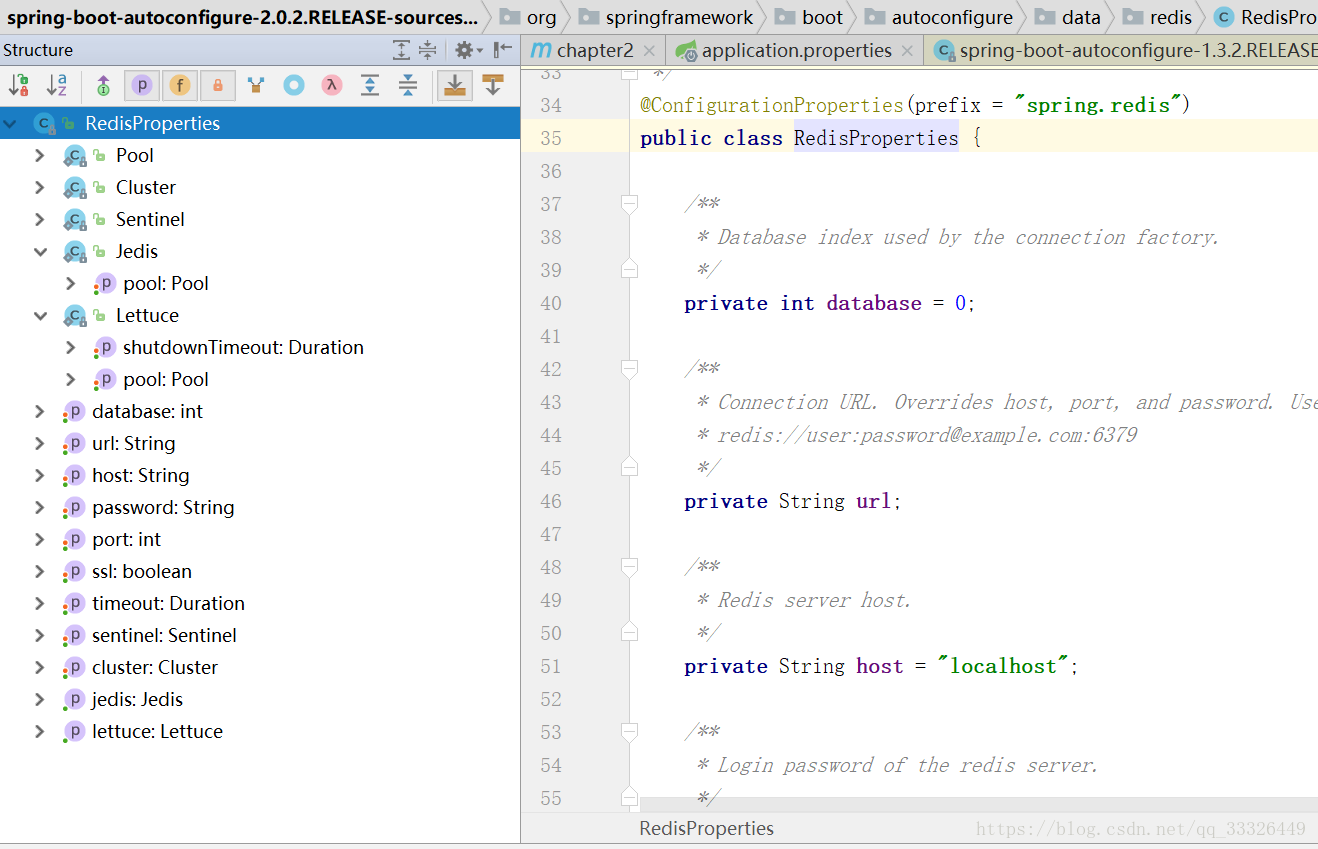 spring-boot-autoconfigure-2.0.2.RELEASE-sources... org springframework boot autoconfigure data redis C RedisPro
Structure
m chapter2 application.properties spring-boot-autoconfigure-1.3.2.RELEASE
RedisProperties
Pool
Cluster
Sentinel
Jedis
pool: Pool
Lettuce
shutdownTimeout: Duration
pool: Pool
database: int
url: String
host: String
password: String
port: int
ssl: boolean
timeout: Duration
sentinel: Sentinel
cluster: Cluster
jedis: Jedis
lettuce: Lettuce
33 */
34 @ConfigurationProperties(prefix = "spring.redis")
35 public class RedisProperties {
36
37 /**
38 * Database index used by the connection factory.
39 */
40 private int database = 0;
41
42 /**
43 * Connection URL. Overrides host, port, and password. Use
44 * redis://user:password@example.com:6379
45 */
46 private String url;
47
48 /**
49 * Redis server host.
50 */
51 private String host = "localhost";
52
53 /**
54 * Login password of the redis server.
55 */
RedisProperties
https://blog.csdn.net/qq_33326449